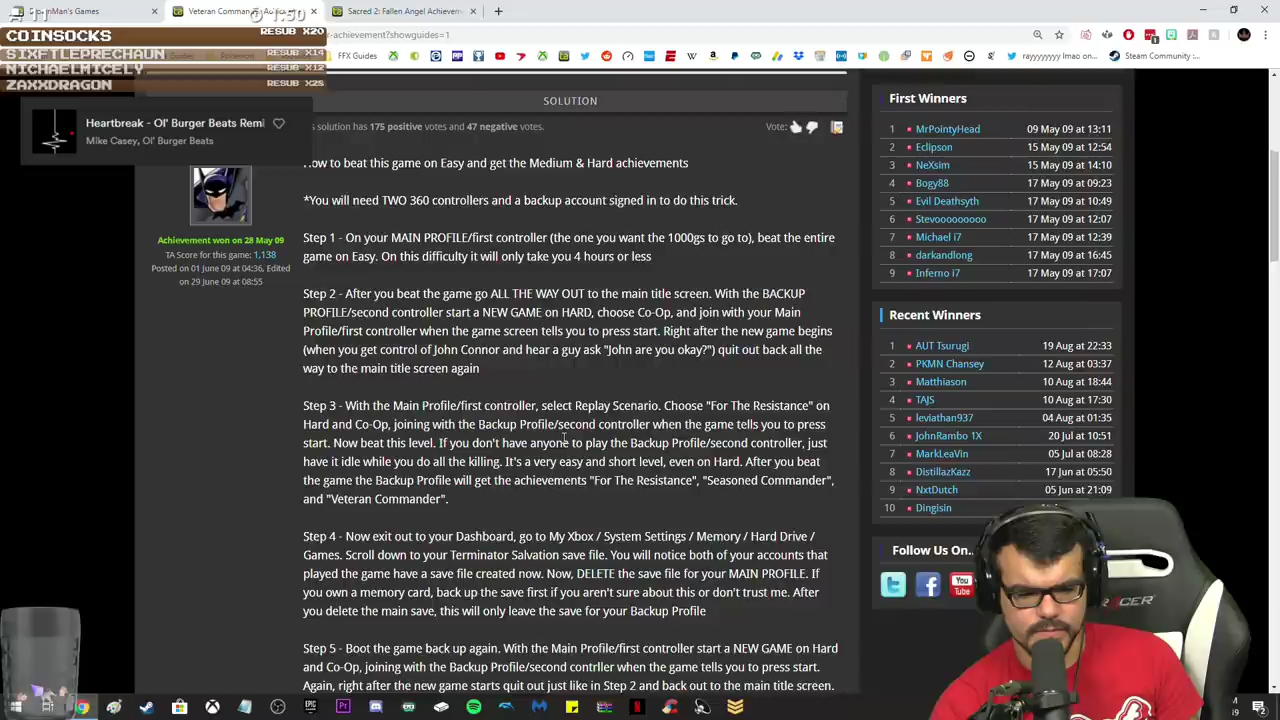 Veteran Comman
Sacred 2: Fallen Angel Achievem
Man's Games
1:50
COINSOCKS
RESUB X20
SIXFTLEPRECHAUN
RESUB X14
NICHAELMICELY
RESUB X12
ZAXXDRAGON
RESUB X25
r-achievement?showguides=1
FFX Guides
rayyyyyyy lmao on...
Steam Community :...
Heartbreak - Ol' Burger Beats Remi
Mike Casey, Ol' Burger Beats
SOLUTION
s solution has 175 positive votes and 47 negative votes.
Vote:
Achievement won on 28 May 09
TA Score for this game: 1,138
Posted on 01 June 09 at 04:36, Edited
on 29 June 09 at 08:55
How to beat this game on Easy and get the Medium & Hard achievements
*You will need TWO 360 controllers and a backup account signed in to do this trick.
Step 1 - On your MAIN PROFILE/first controller (the one you want the 1000gs to go to), beat the entire
game on Easy. On this difficulty it will only take you 4 hours or less
Step 2 - After you beat the game go ALL THE WAY OUT to the main title screen. With the BACKUP
PROFILE/second controller start a NEW GAME on HARD, choose Co-Op, and join with your Main
Profile/first controller when the game screen tells you to press start. Right after the new game begins
(when you get control of John Connor and hear a guy ask "John are you okay?") quit out back all the
way to the main title screen again
Step 3 - With the Main Profile/first controller, select Replay Scenario. Choose "For The Resistance" on
Hard and Co-Op, joining with the Backup Profile/second controller when the game tells you to press
start. Now beat this level. If you don't have anyone to play the Backup Profile/second controller, just
have it idle while you do all the killing. It's a very easy and short level, even on Hard. After you beat
the game the Backup Profile will get the achievements "For The Resistance", "Seasoned Commander",
and "Veteran Commander".
Step 4 - Now exit out to your Dashboard, go to My Xbox / System Settings / Memory / Hard Drive /
Games. Scroll down to your Terminator Salvation save file. You will notice both of your accounts that
played the game have a save file created now. Now, DELETE the save file for your MAIN PROFILE. If
you own a memory card, back up the save first if you aren't sure about this or don't trust me. After
you delete the main save, this will only leave the save for your Backup Profile
Step 5 - Boot the game back up again. With the Main Profile/first controller start a NEW GAME on Hard
and Co-Op, joining with the Backup Profile/second contrller when the game tells you to press start.
Again, right after the new game starts quit out just like in Step 2 and back out to the main title screen.
First Winners
1 MrPointyHead 09 May 09 at 13:11
2 Eclipson 15 May 09 at 12:54
3 NeXsim 15 May 09 at 14:10
4 Bogy88 17 May 09 at 09:23
5 Evil Deathsyth 17 May 09 at 10:49
6 Stevooooooooo 17 May 09 at 12:07
7 Michael i7 17 May 09 at 12:39
8 darkandlong 17 May 09 at 16:45
9 Inferno i7 17 May 09 at 17:07
Recent Winners
1 AUT Tsurugi 19 Aug at 22:33
2 PKMN Chansey 12 Aug at 03:37
3 Matthiason 10 Aug at 18:44
4 TAJS 10 Aug at 17:30
5 leviathan937 04 Aug at 01:35
6 JohnRambo 1X 20 Jul at 10:51
7 MarkLeaVin 05 Jul at 08:28
8 DistillazKazz 17 Jun at 05:50
9 NxtDutch 05 Jun at 21:09
10 Dingisin
Follow Us On..